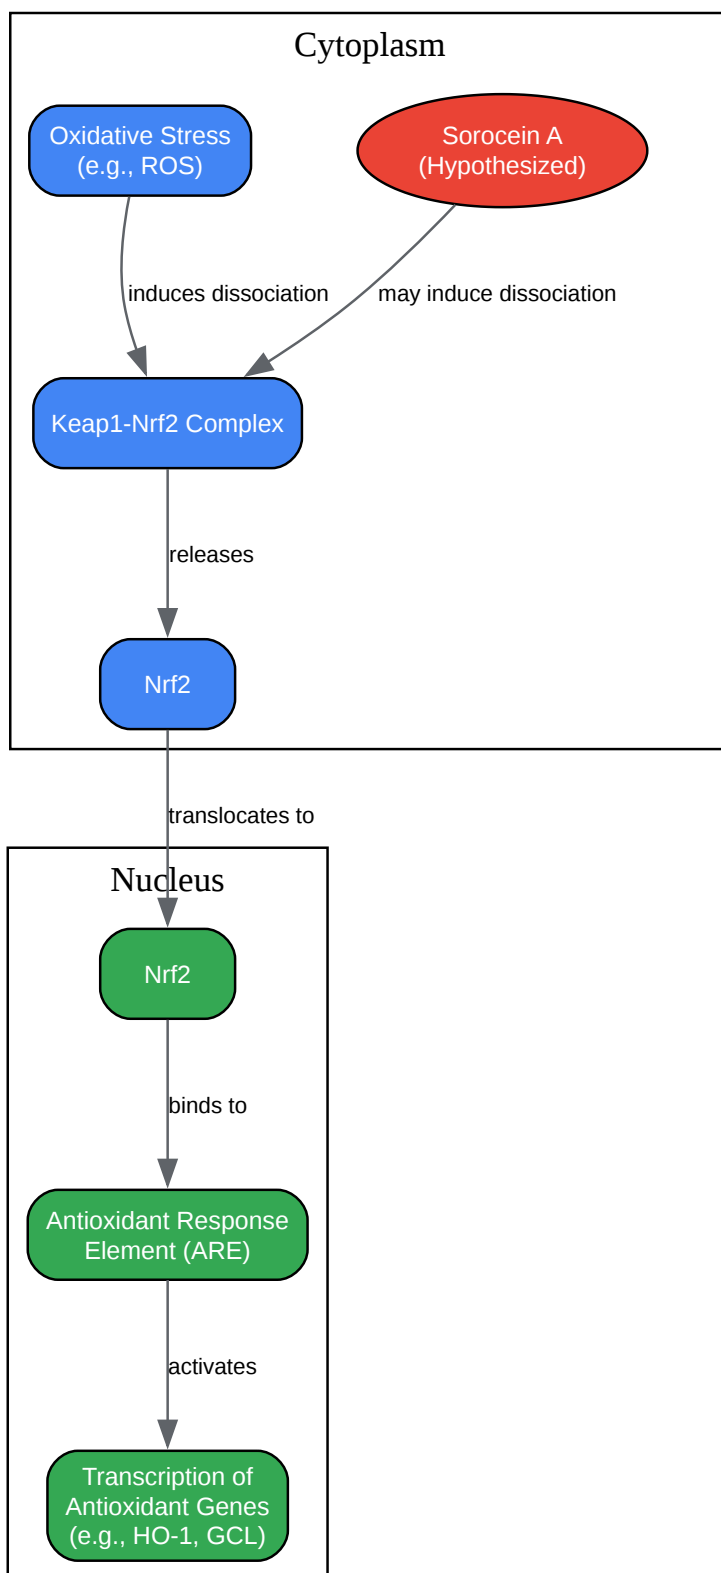 Cytoplasm
Oxidative Stress
(e.g., ROS)
Sorocein A
(Hypothesized)
induces dissociation
may induce dissociation
Keap1-Nrf2 Complex
releases
Nrf2
translocates to
Nucleus
Nrf2
binds to
Antioxidant Response
Element (ARE)
activates
Transcription of
Antioxidant Genes
(e.g., HO-1, GCL)